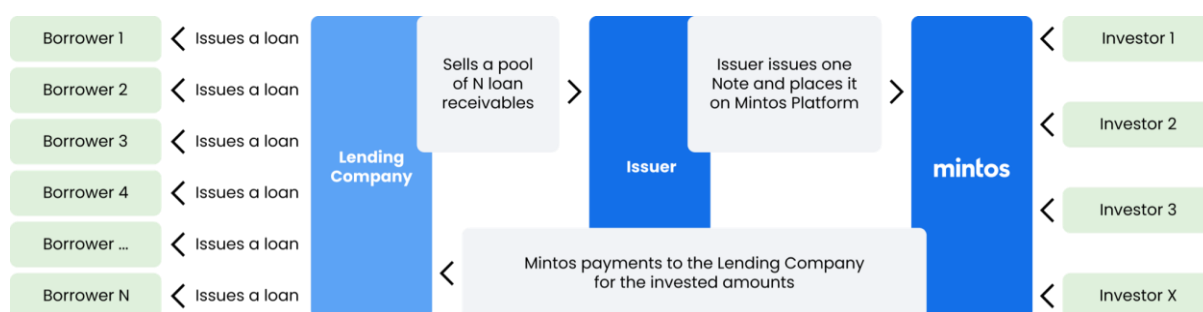 Borrower 1
Issues a loan
Borrower 2
Issues a loan
Borrower 3
Issues a loan
Borrower 4
Issues a loan
Borrower ...
Issues a loan
Borrower N
Issues a loan
Lending
Company
Sells a pool
of N loan
receivables
Issuer
Issuer issues one
Note and places it
on Mintos Platform
mintos
Mintos payments to the Lending Company
for the invested amounts
Investor 1
Investor 2
Investor 3
Investor X